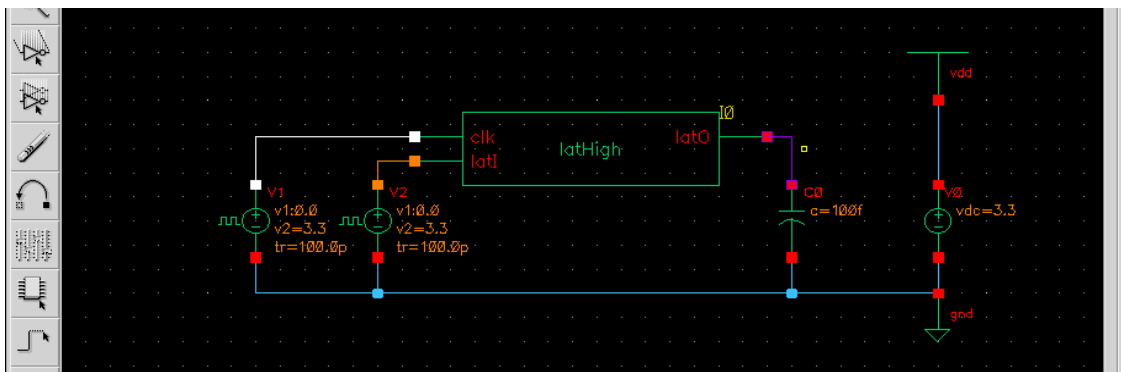 vdd
I0
clk
latO
latHigh
latI
V1
V2
C0
V0
v1:0.0
v1:0.0
c=100f
vdc=3.3
v2=3.3
v2=3.3
tr=100.0p
tr=100.0p
gnd